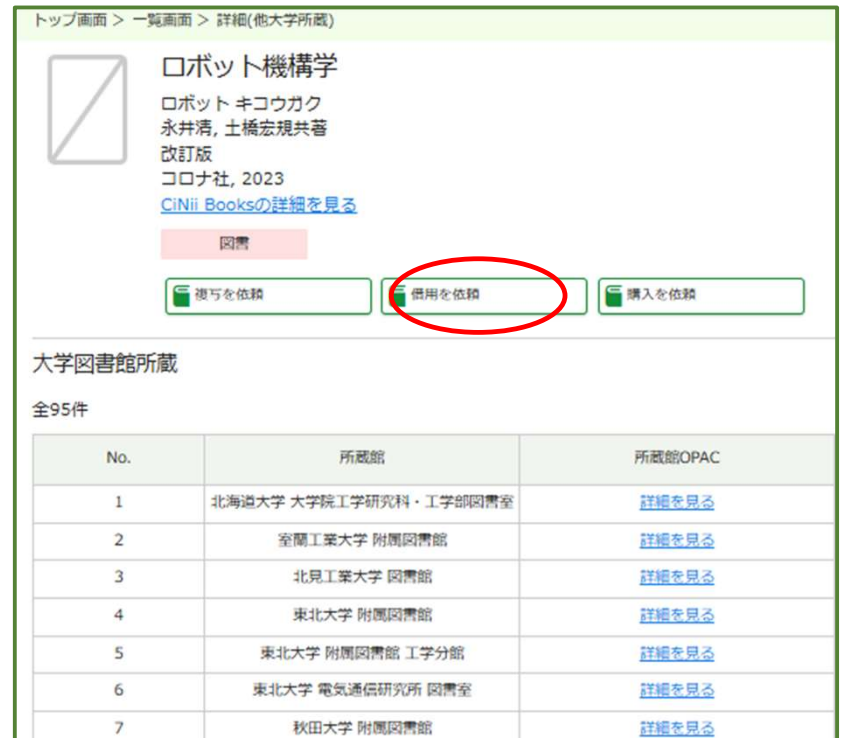 トップ画面 > 一覧画面 > 詳細(他大学所蔵)
ロボット機構学
ロボット キコウガク
永井清, 土橋宏規共著
改訂版
コロナ社, 2023
CiNii Booksの詳細を見る
図書
複写を依頼 借用を依頼 購入を依頼
大学図書館所蔵
全95件
No. 所蔵館 所蔵館OPAC
1 北海道大学 大学院工学研究科・工学部図書室 詳細を見る
2 室蘭工業大学 附属図書館 詳細を見る
3 北見工業大学 図書館 詳細を見る
4 東北大学 附属図書館 詳細を見る
5 東北大学 附属図書館 工学分館 詳細を見る
6 東北大学 電気通信研究所 図書室 詳細を見る
7 秋田大学 附属図書館 詳細を見る